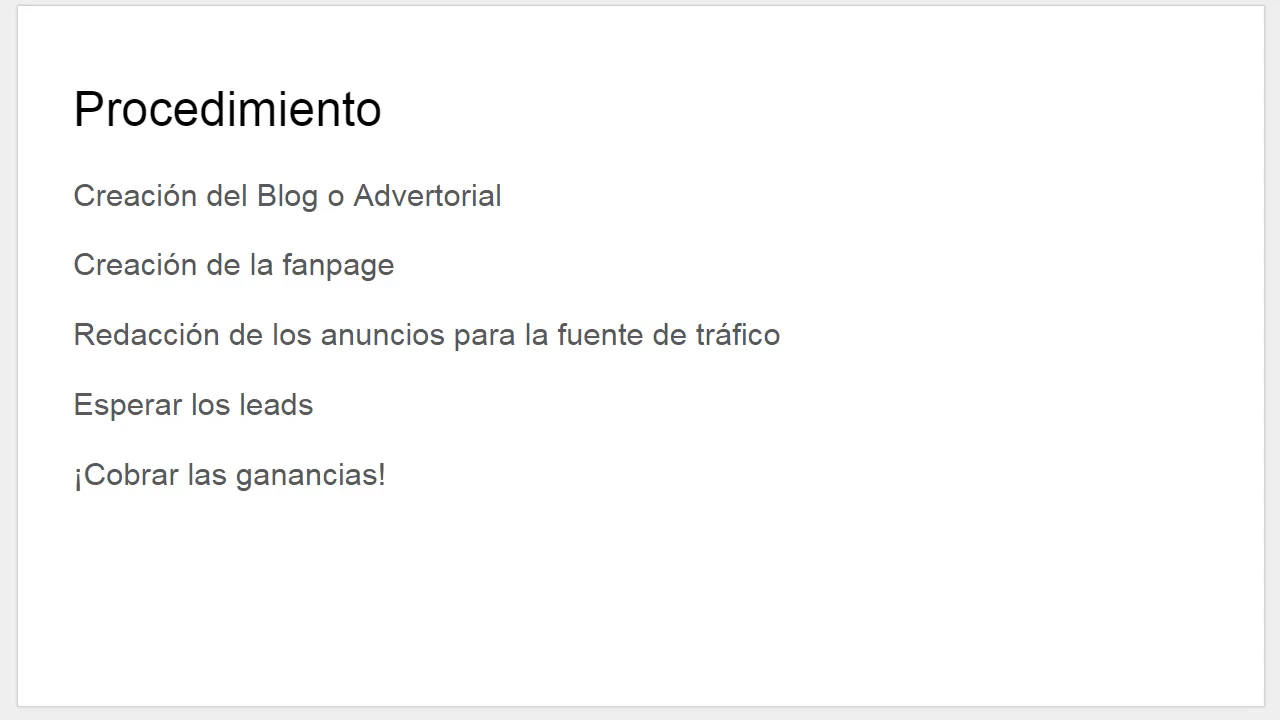 Procedimiento
Creación del Blog o Advertorial
Creación de la fanpage
Redacción de los anuncios para la fuente de tráfico
Esperar los leads
¡Cobrar las ganancias!